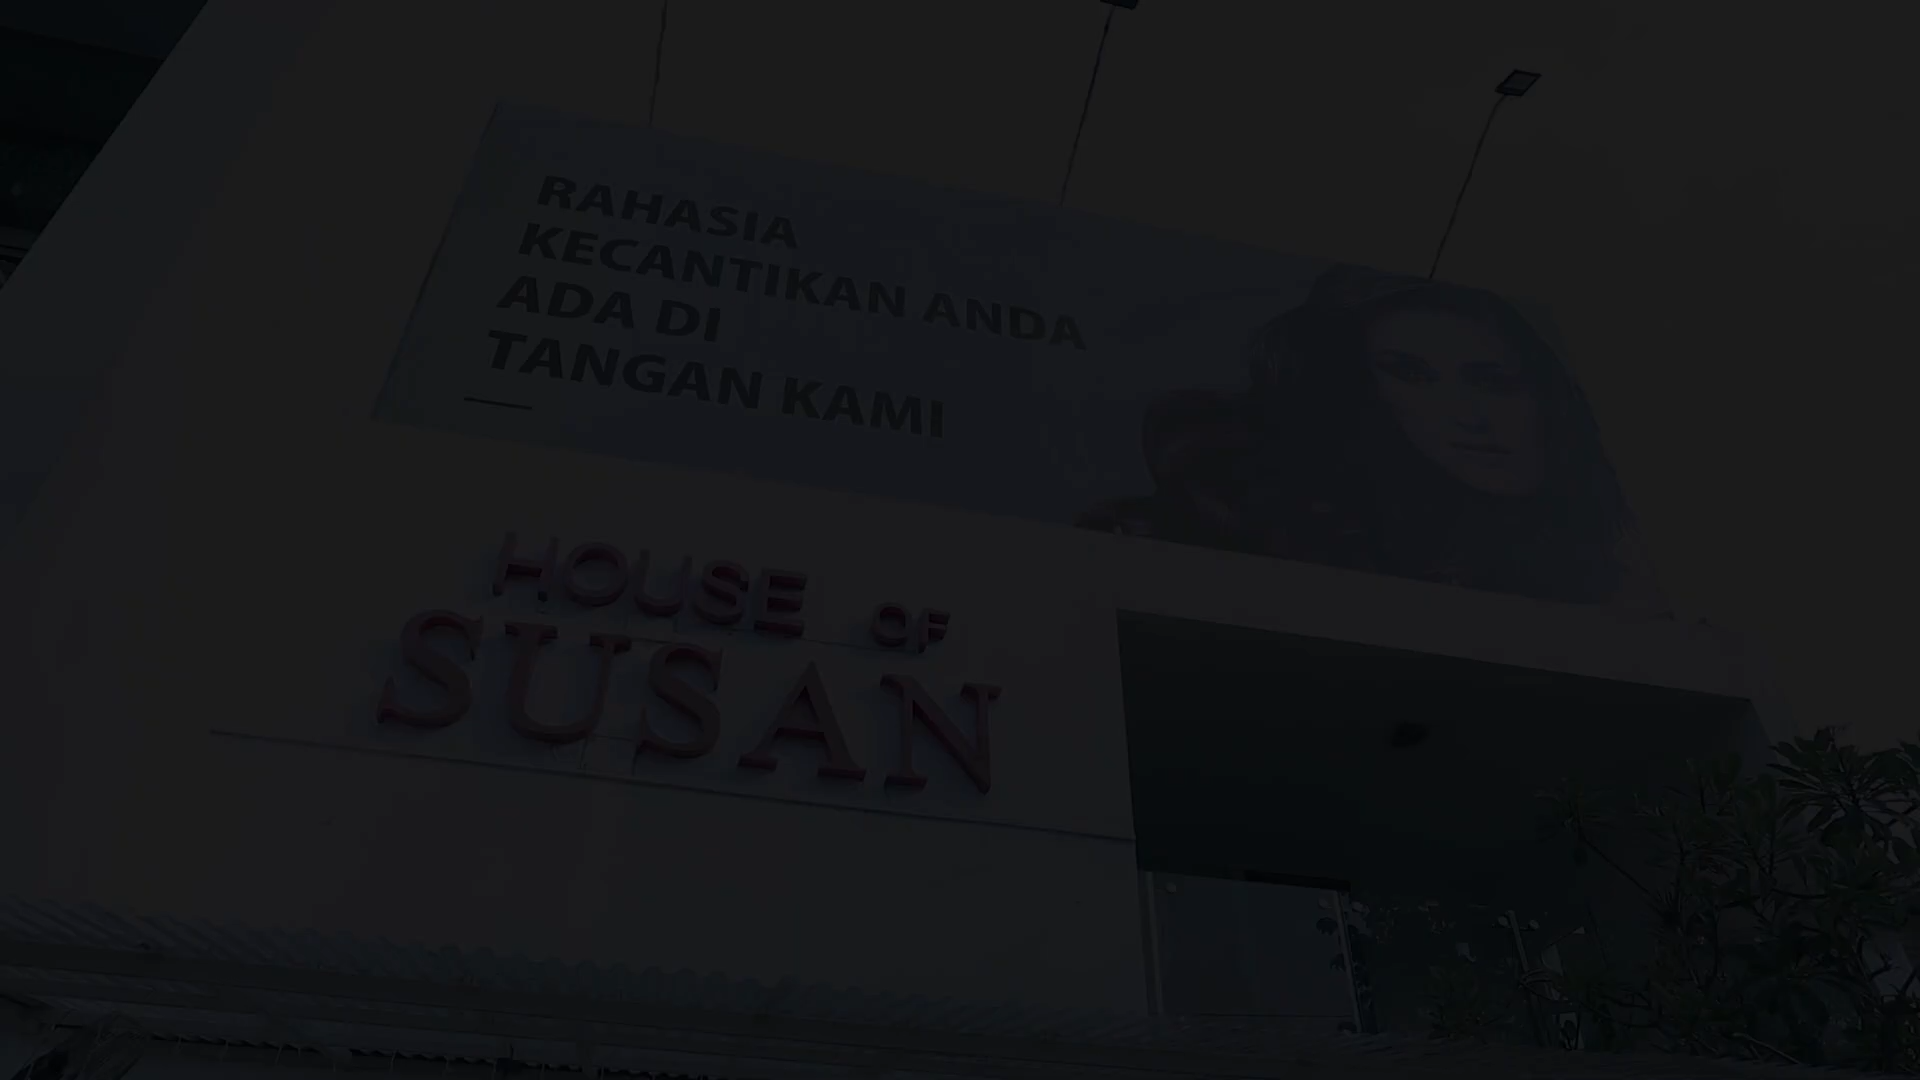 RAHASIA
KECANTIKAN ANDA
ADA DI
TANGAN KAMI
HOUSE OF
SUSAN